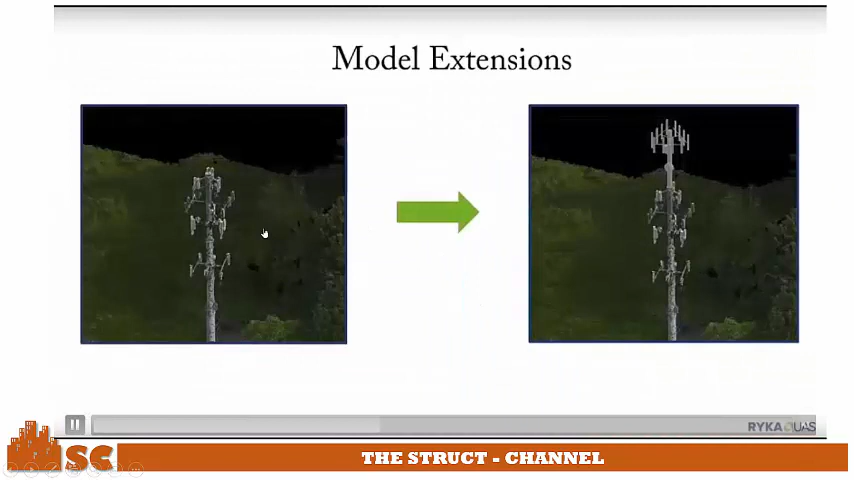 Model Extensions
RYKA UAS
SC
THE STRUCT - CHANNEL